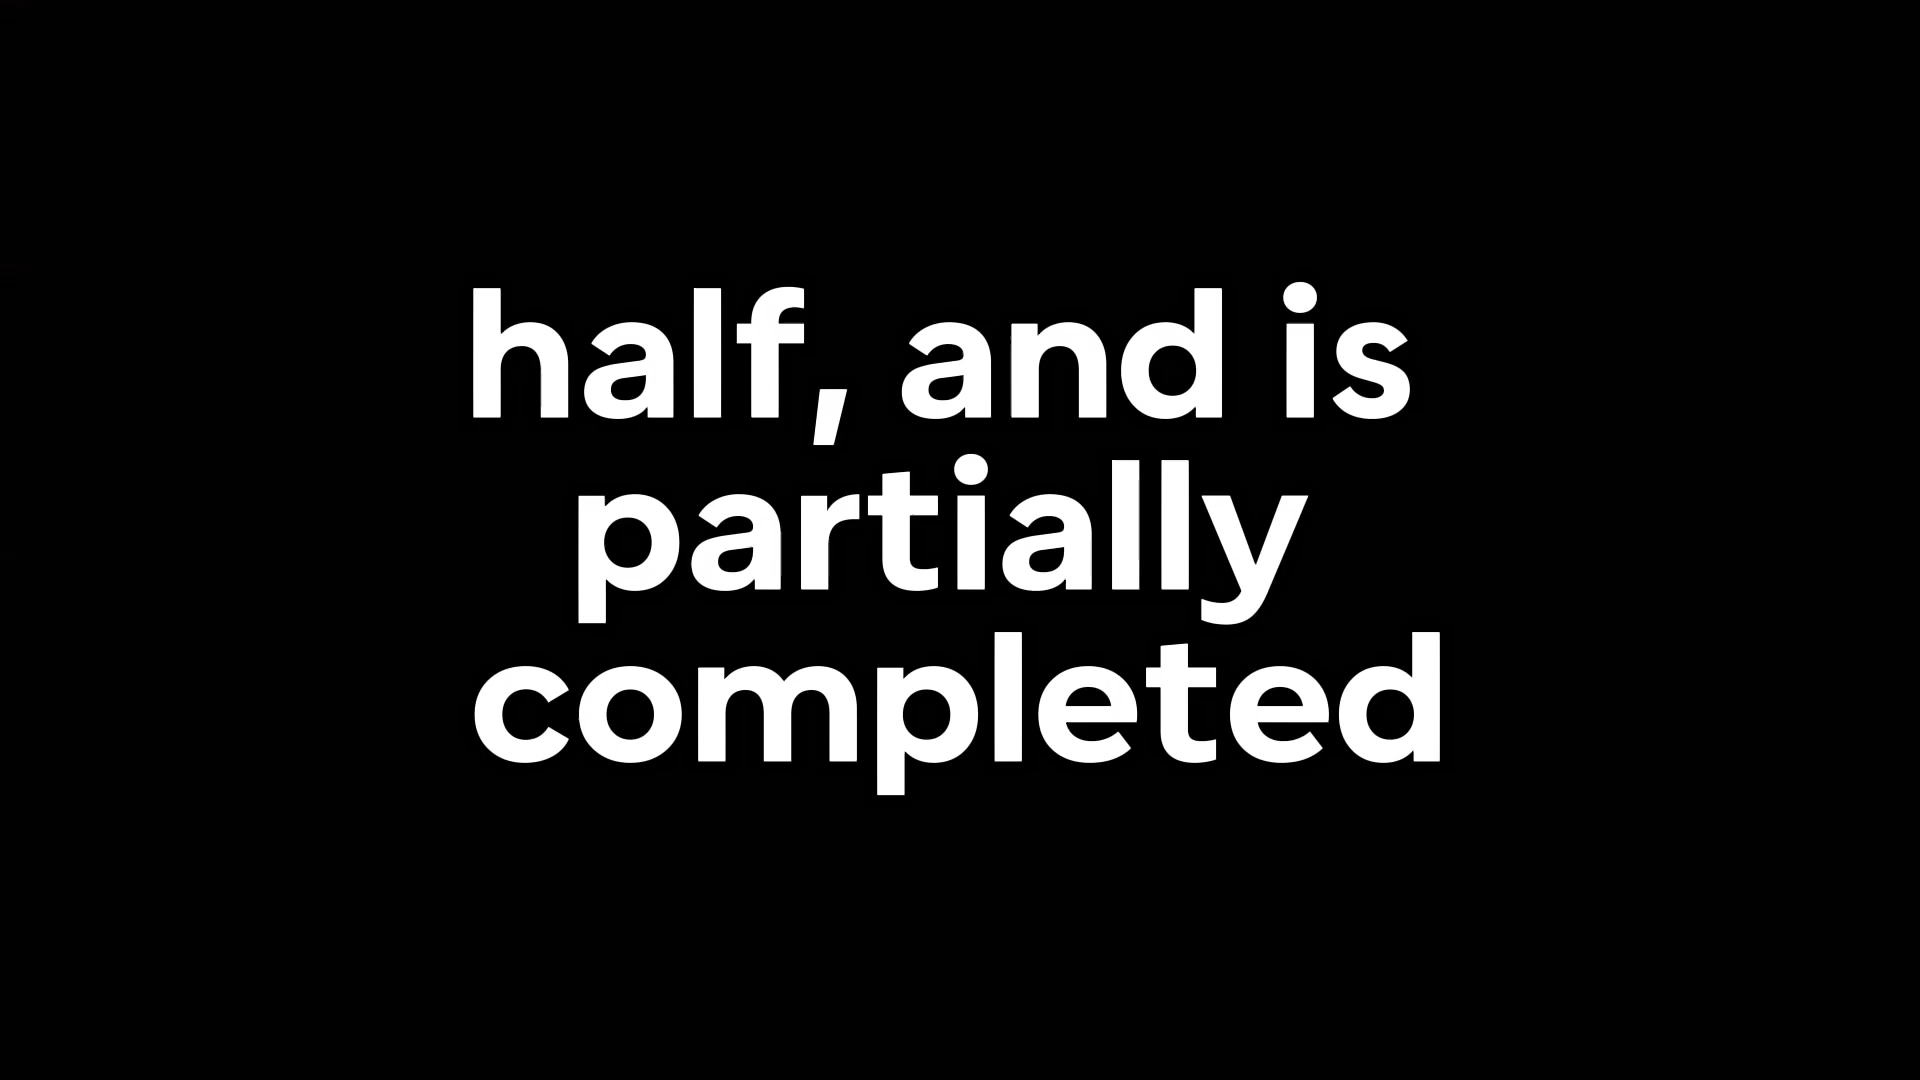 half, and is
partially
completed